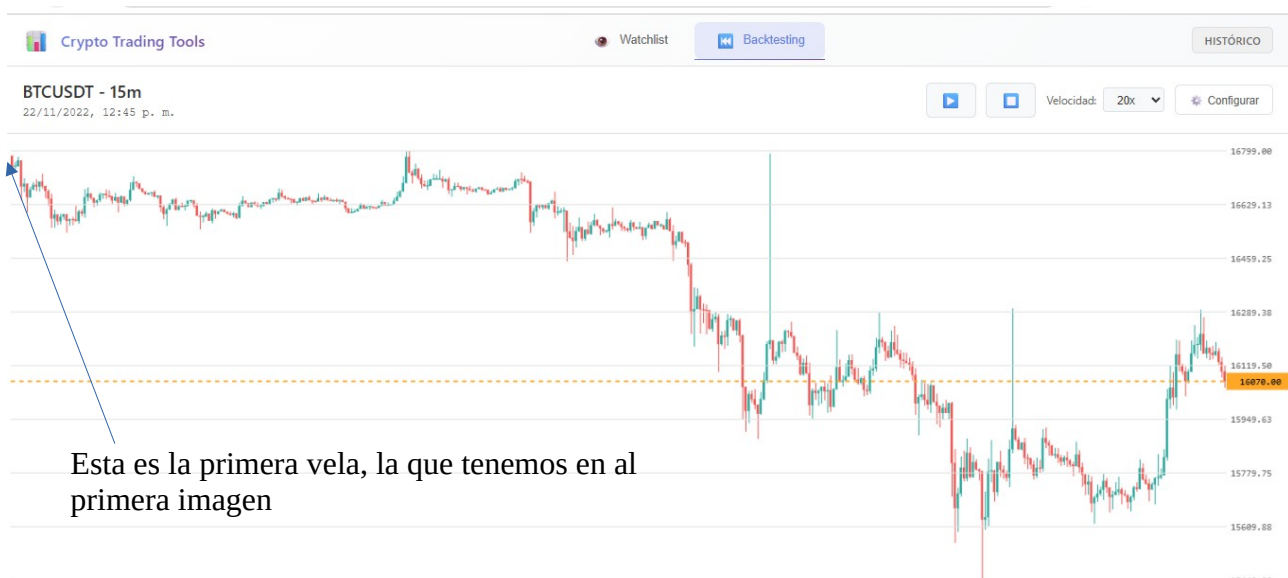 Crypto Trading Tools
Watchlist
Backtesting
HISTÓRICO
BTCUSDT - 15m
22/11/2022, 12:45 p. m.
Velocidad:
20x
Configurar
16799.00
16629.13
16459.25
16289.38
16119.50
16070.00
15949.63
15779.75
15609.88
Esta es la primera vela, la que tenemos en al
primera imagen